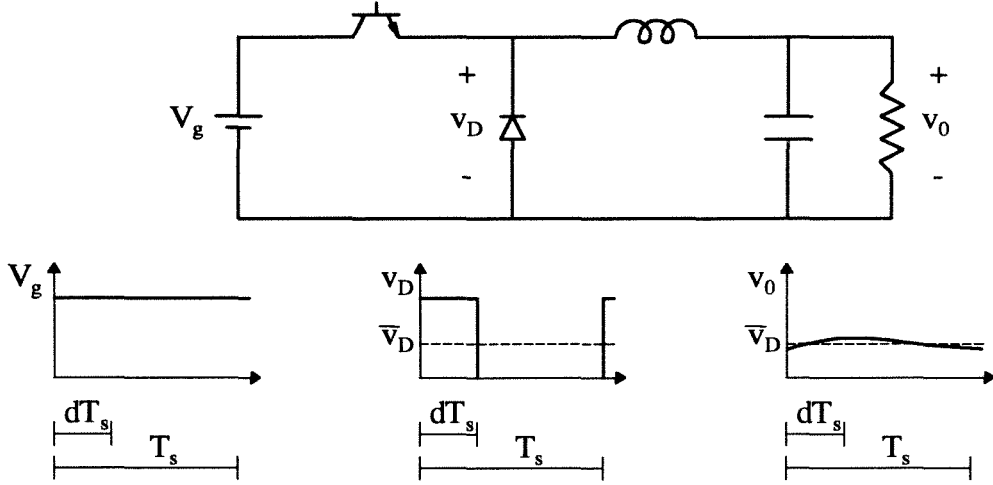 V_g
+
v_D
-
+
v_0
-
V_g
dT_s
T_s
v_D
v̅_D
dT_s
T_s
v_0
v̅_D
dT_s
T_s